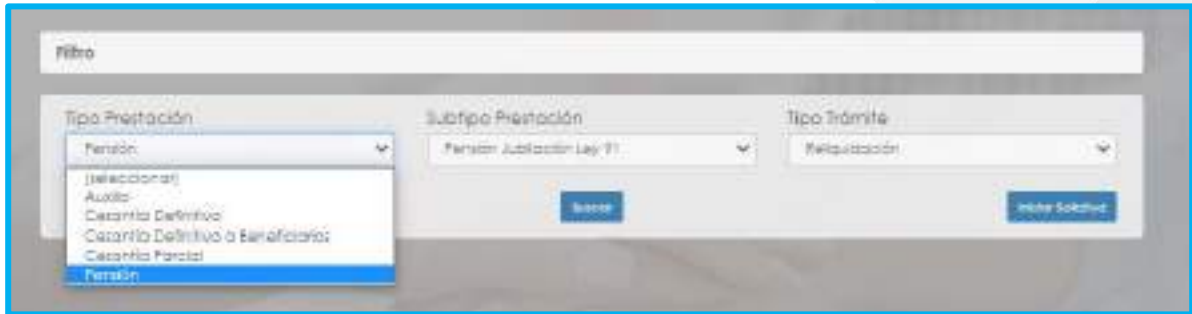 Filtro
Tipo Prestación
Subtipo Prestación
Tipo Trámite
Pensión
Pensión Jubilación Ley 91
Reliquidación
[seleccionar]
Auxilio
Cesantía Definitiva
Cesantía Definitiva a Beneficiarios
Cesantía Parcial
Pensión
Buscar
Iniciar Solicitud